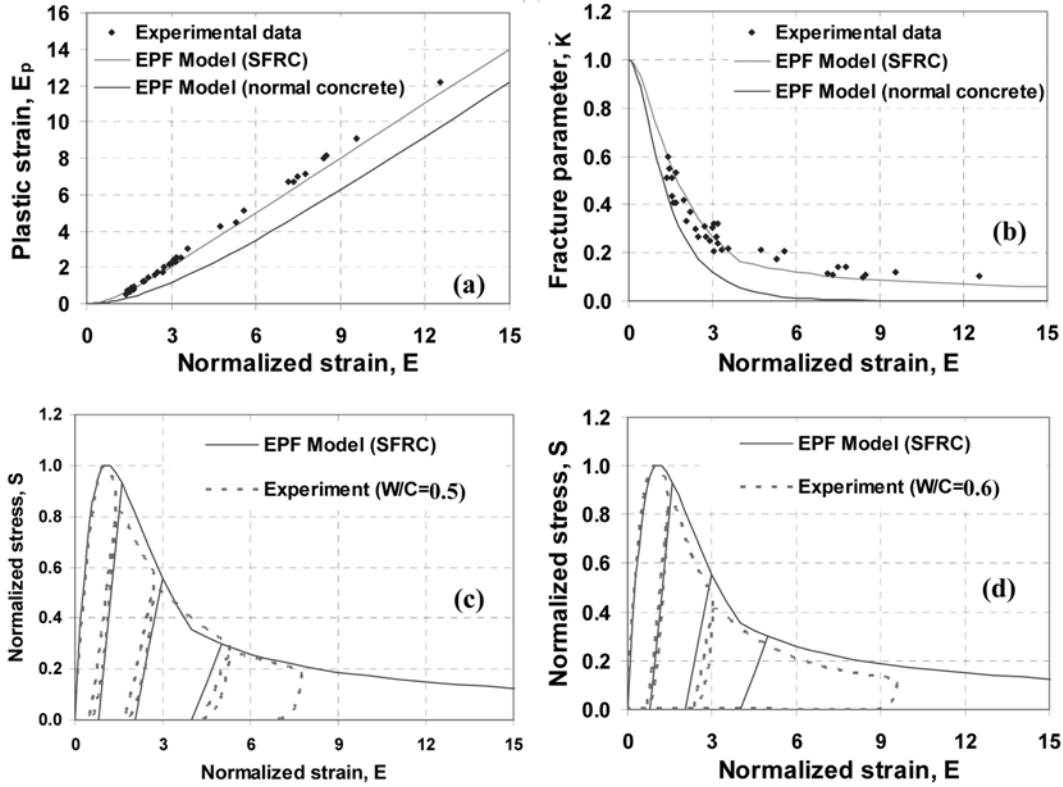 16
14
12
10
8
6
4
2
0
Plastic strain, Ep
Experimental data
EPF Model (SFRC)
EPF Model (normal concrete)
(a)
0 3 6 9 12 15
Normalized strain, E
1.2
1.0
0.8
0.6
0.4
0.2
0.0
Fracture parameter, K
Experimental data
EPF Model (SFRC)
EPF Model (normal concrete)
(b)
0 3 6 9 12 15
Normalized strain, E
1.2
1.0
0.8
0.6
0.4
0.2
0.0
Normalized stress, S
EPF Model (SFRC)
Experiment (W/C=0.5)
(c)
0 3 6 9 12 15
Normalized strain, E
1.2
1.0
0.8
0.6
0.4
0.2
0.0
Normalized stress, S
EPF Model (SFRC)
Experiment (W/C=0.6)
(d)
0 3 6 9 12 15
Normalized strain, E